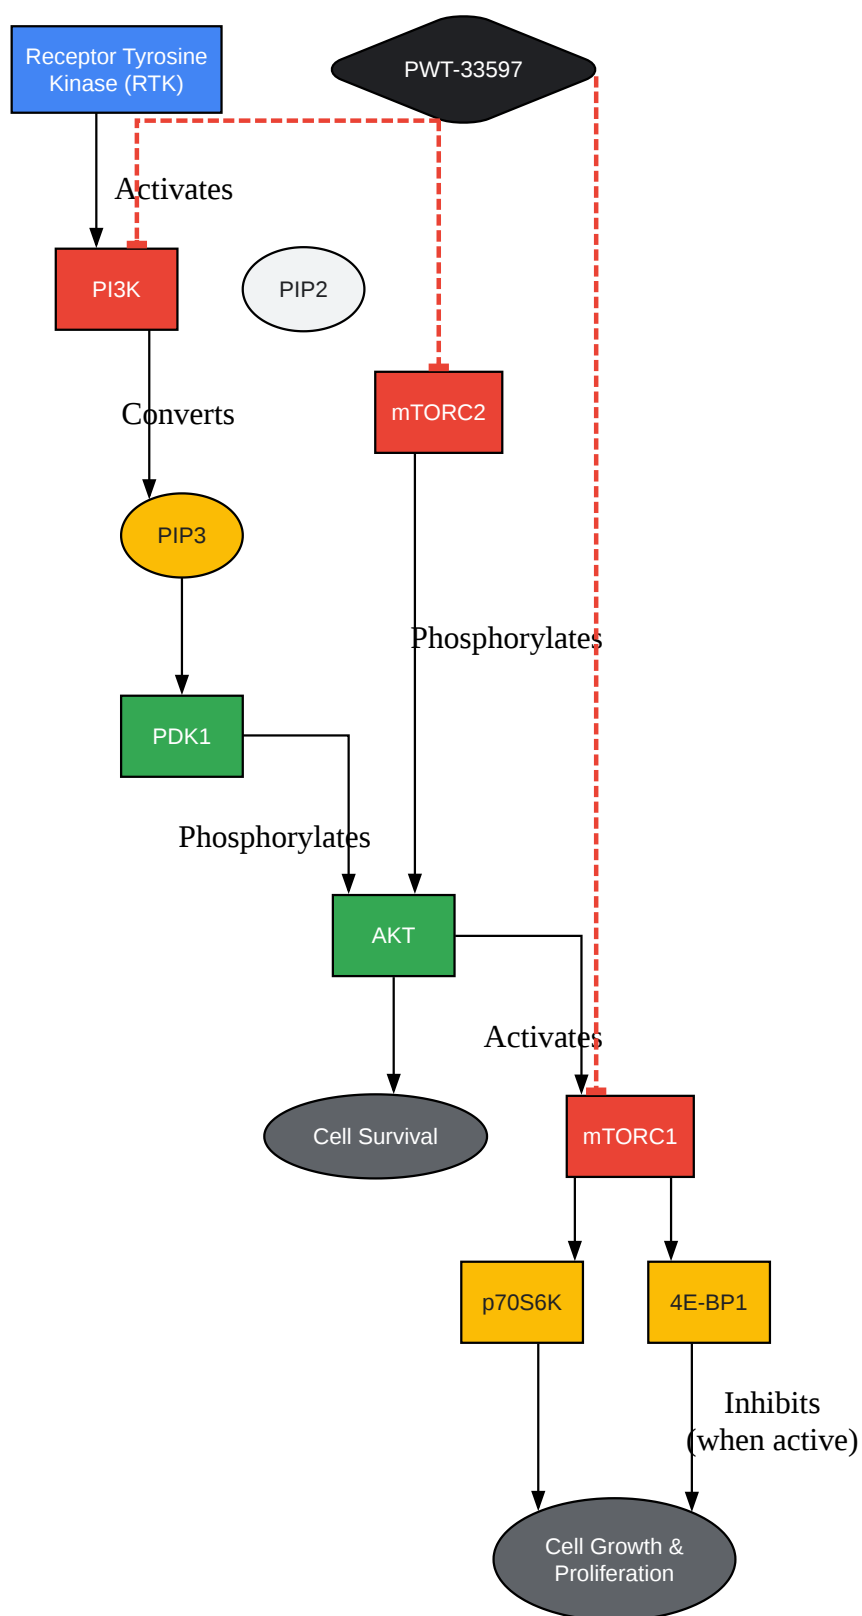 Receptor Tyrosine
Kinase (RTK)
PWT-33597
Activates
PI3K
PIP2
mTORC2
Converts
PIP3
Phosphorylates
PDK1
Phosphorylates
AKT
Activates
Cell Survival
mTORC1
p70S6K
4E-BP1
Inhibits
(when active)
Cell Growth &
Proliferation